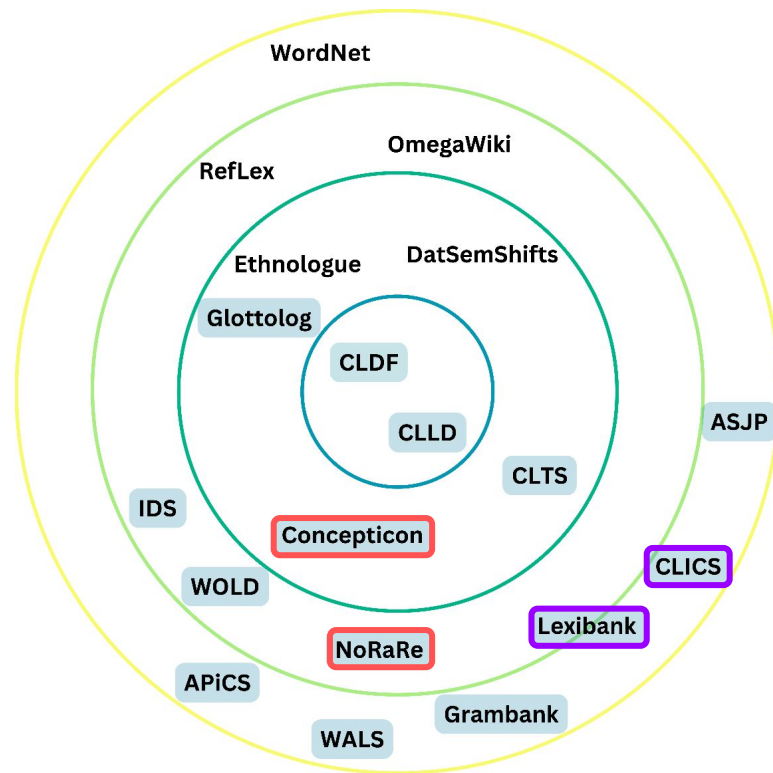 WordNet
OmegaWiki
RefLex
DatSemShifts
Ethnologue
Glottolog
CLDF
ASJP
CLLD
CLTS
IDS
Concepticon
CLICS
WOLD
Lexibank
NoRaRe
APiCS
Grambank
WALS